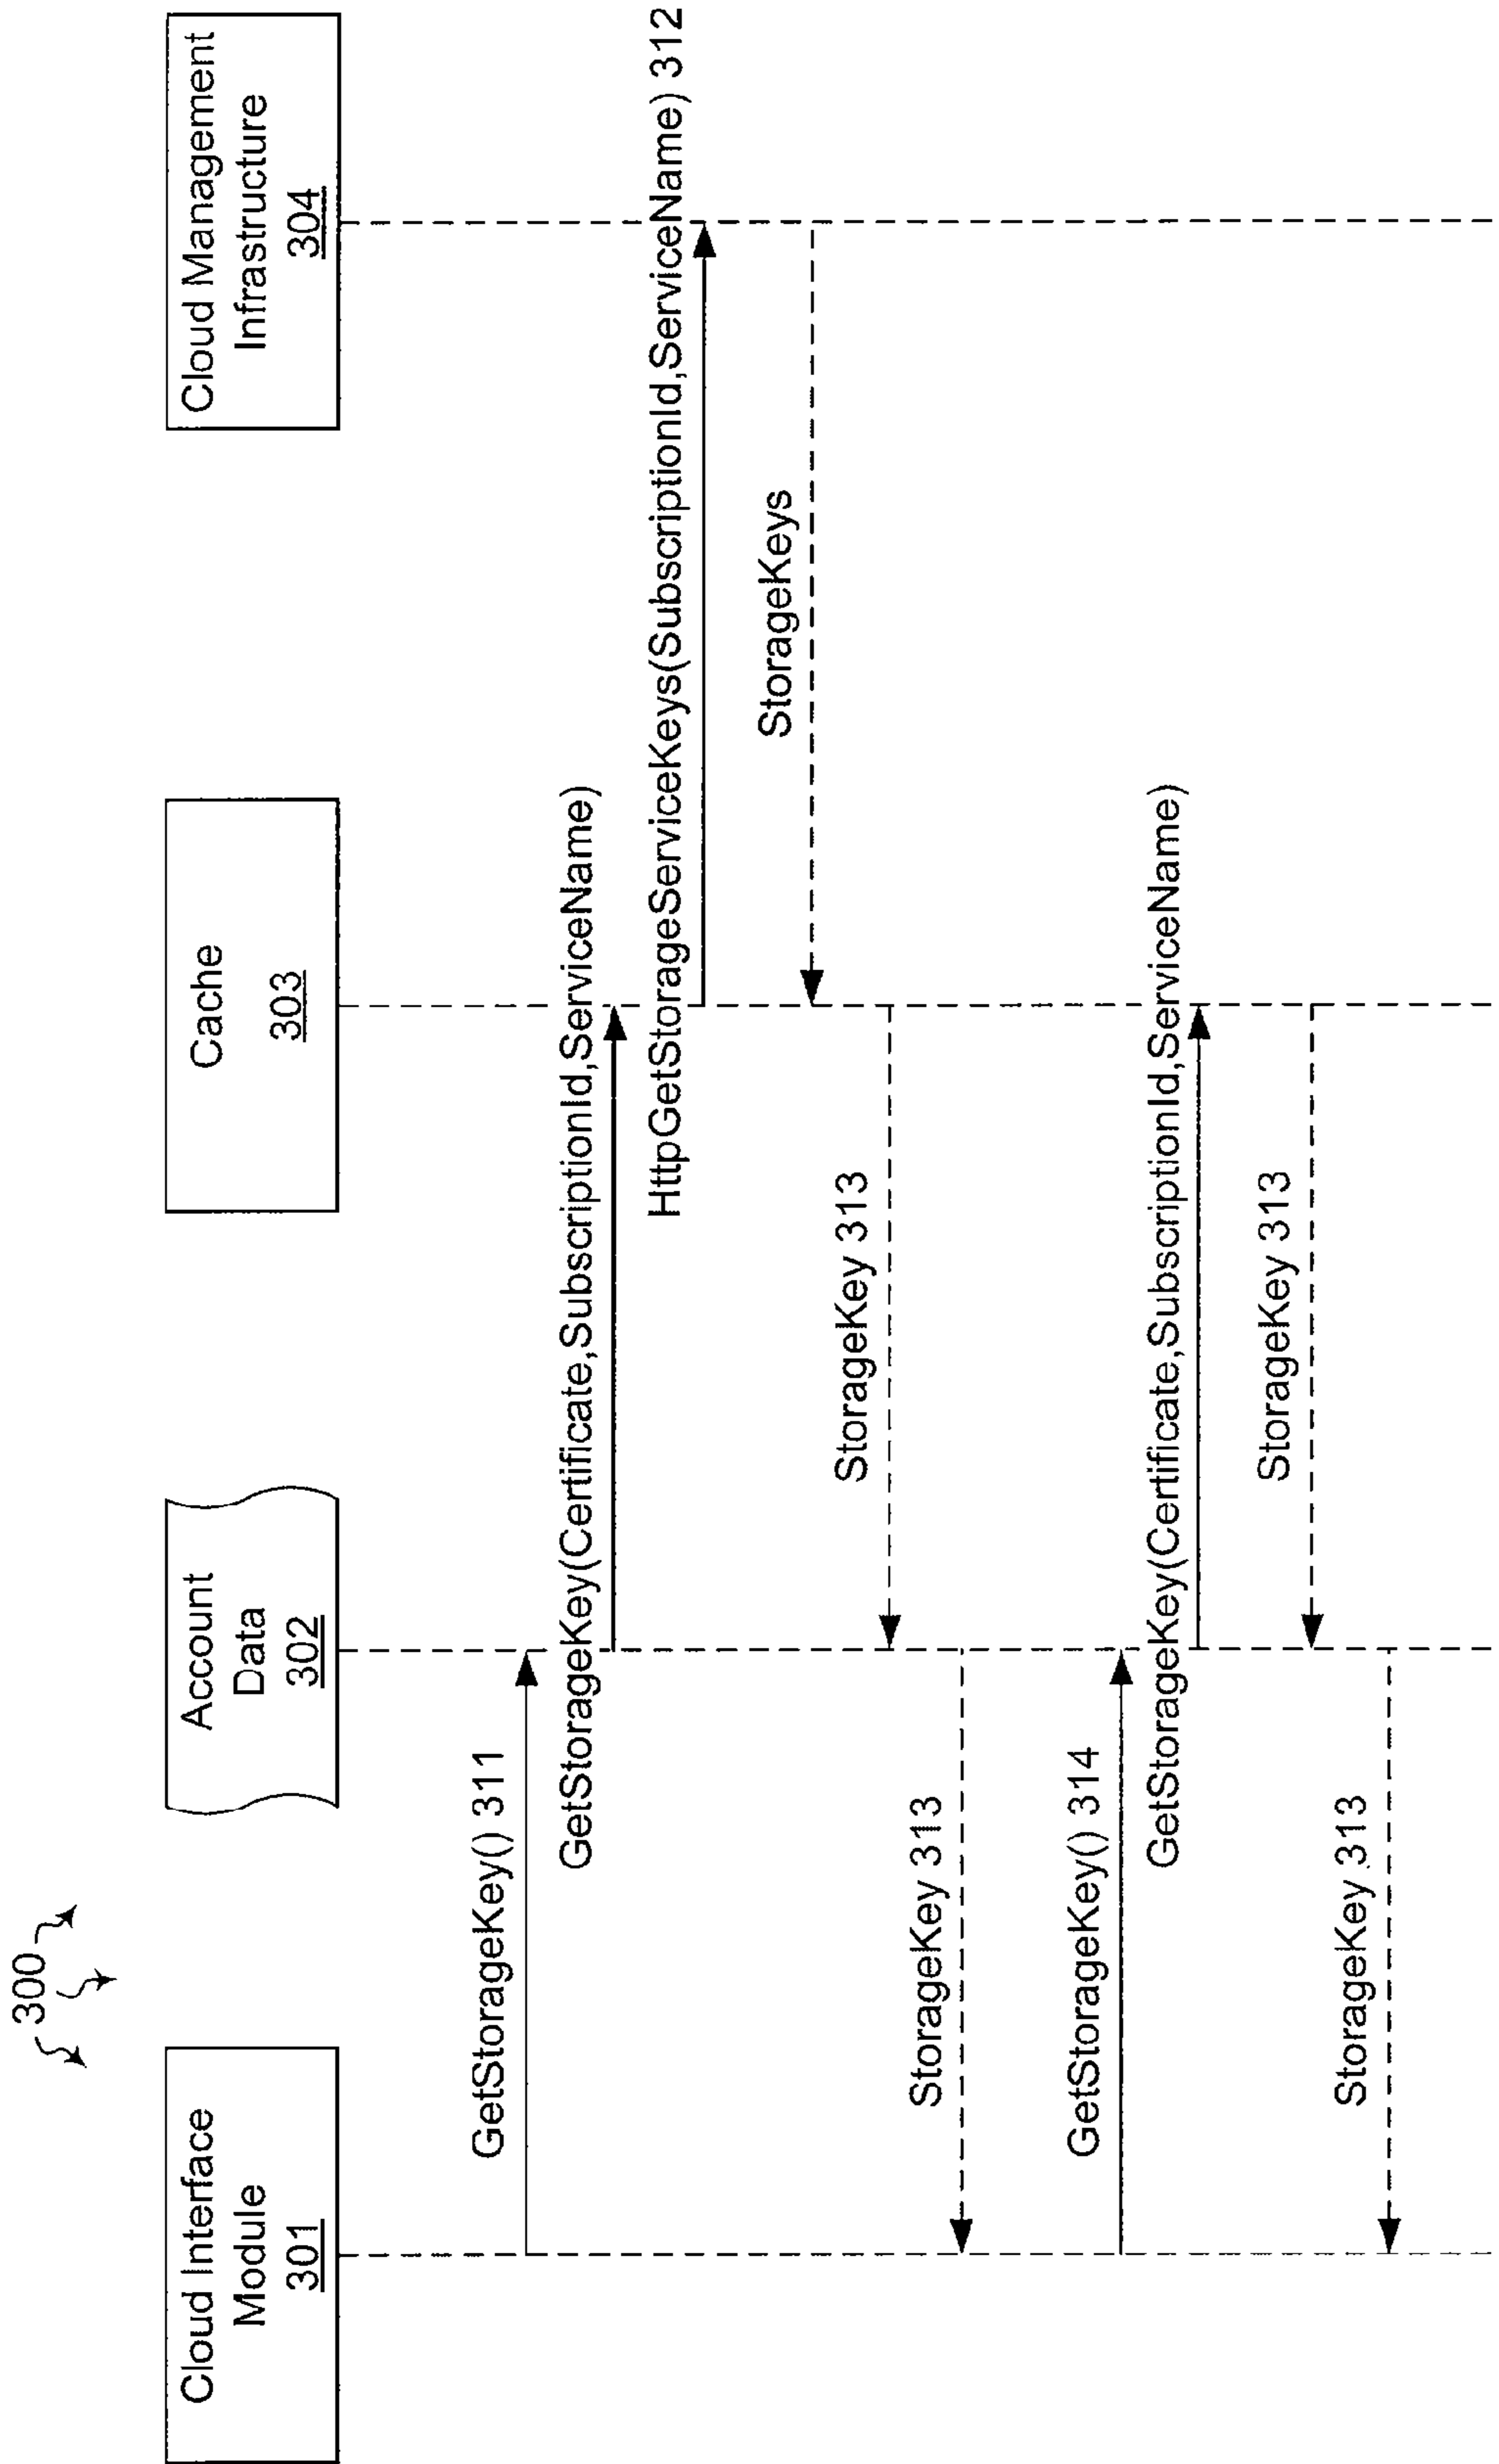 300
Cloud Interface
Module
301
Account
Data
302
Cache
303
Cloud Management
Infrastructure
304
GetStorageKey() 311
GetStorageKey(Certificate,SubscriptionId,ServiceName)
HttpGetStorageServiceKeys(SubscriptionId,ServiceName) 312
StorageKeys
StorageKey 313
StorageKey 313
GetStorageKey() 314
GetStorageKey(Certificate,SubscriptionId,ServiceName)
StorageKey 313
StorageKey 313